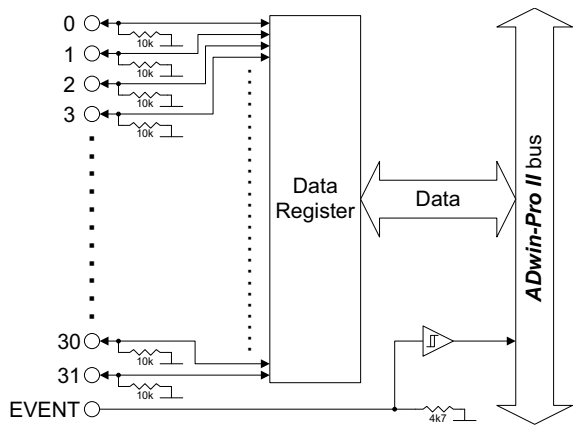 0
10k
1
10k
2
10k
3
10k
Data
Register
Data
ADwin-Pro II bus
30
10k
31
10k
EVENT
4k7